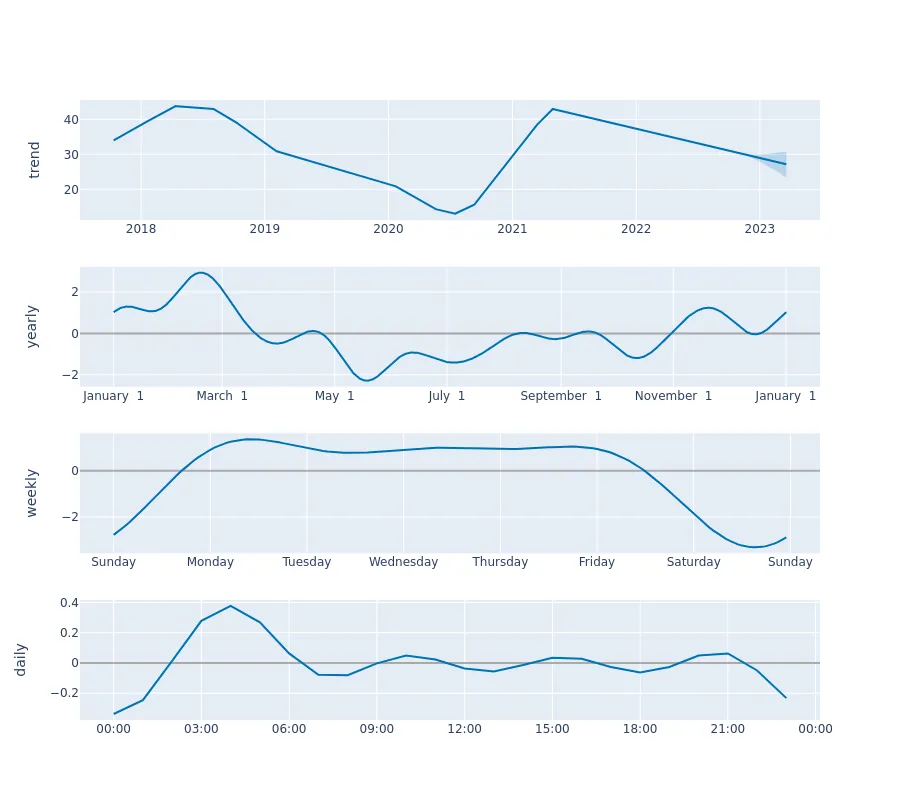 trend
40
30
20
2018 2019 2020 2021 2022 2023
yearly
2
0
−2
January 1 March 1 May 1 July 1 September 1 November 1 January 1
weekly
0
−2
Sunday Monday Tuesday Wednesday Thursday Friday Saturday Sunday
daily
0.4
0.2
0
−0.2
00:00 03:00 06:00 09:00 12:00 15:00 18:00 21:00 00:00